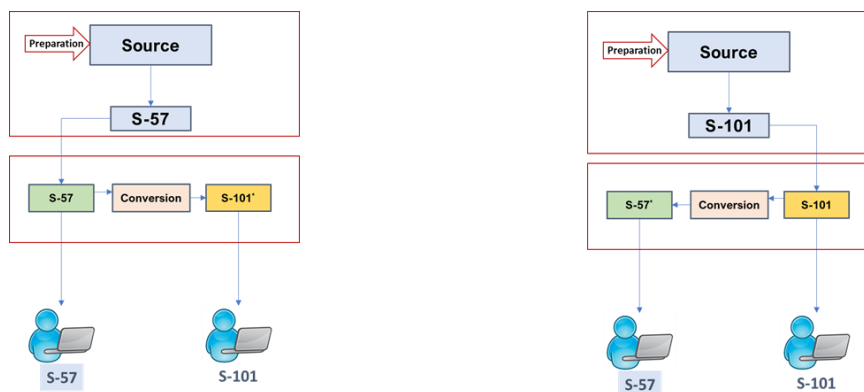 Preparation
Source
S-57
S-57
Conversion
S-101*
S-57
S-101
Preparation
Source
S-101
S-57*
Conversion
S-101
S-57
S-101